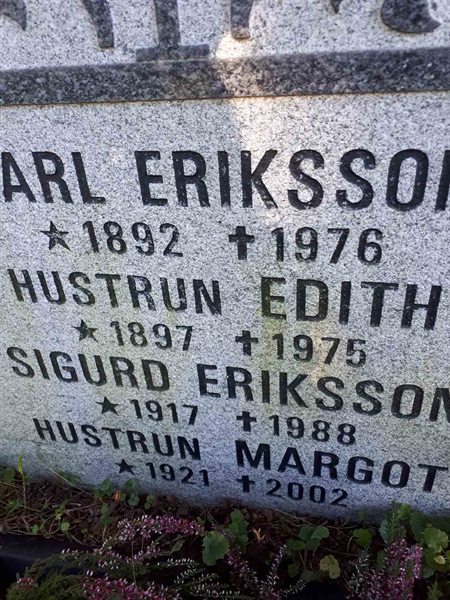 ARL ERIKSSON
★ 1892 ✝ 1976
HUSTRUN EDITH
★ 1897 ✝ 1975
SIGURD ERIKSSON
★ 1917 ✝ 1988
HUSTRUN MARGOT
★ 1921 ✝ 2002